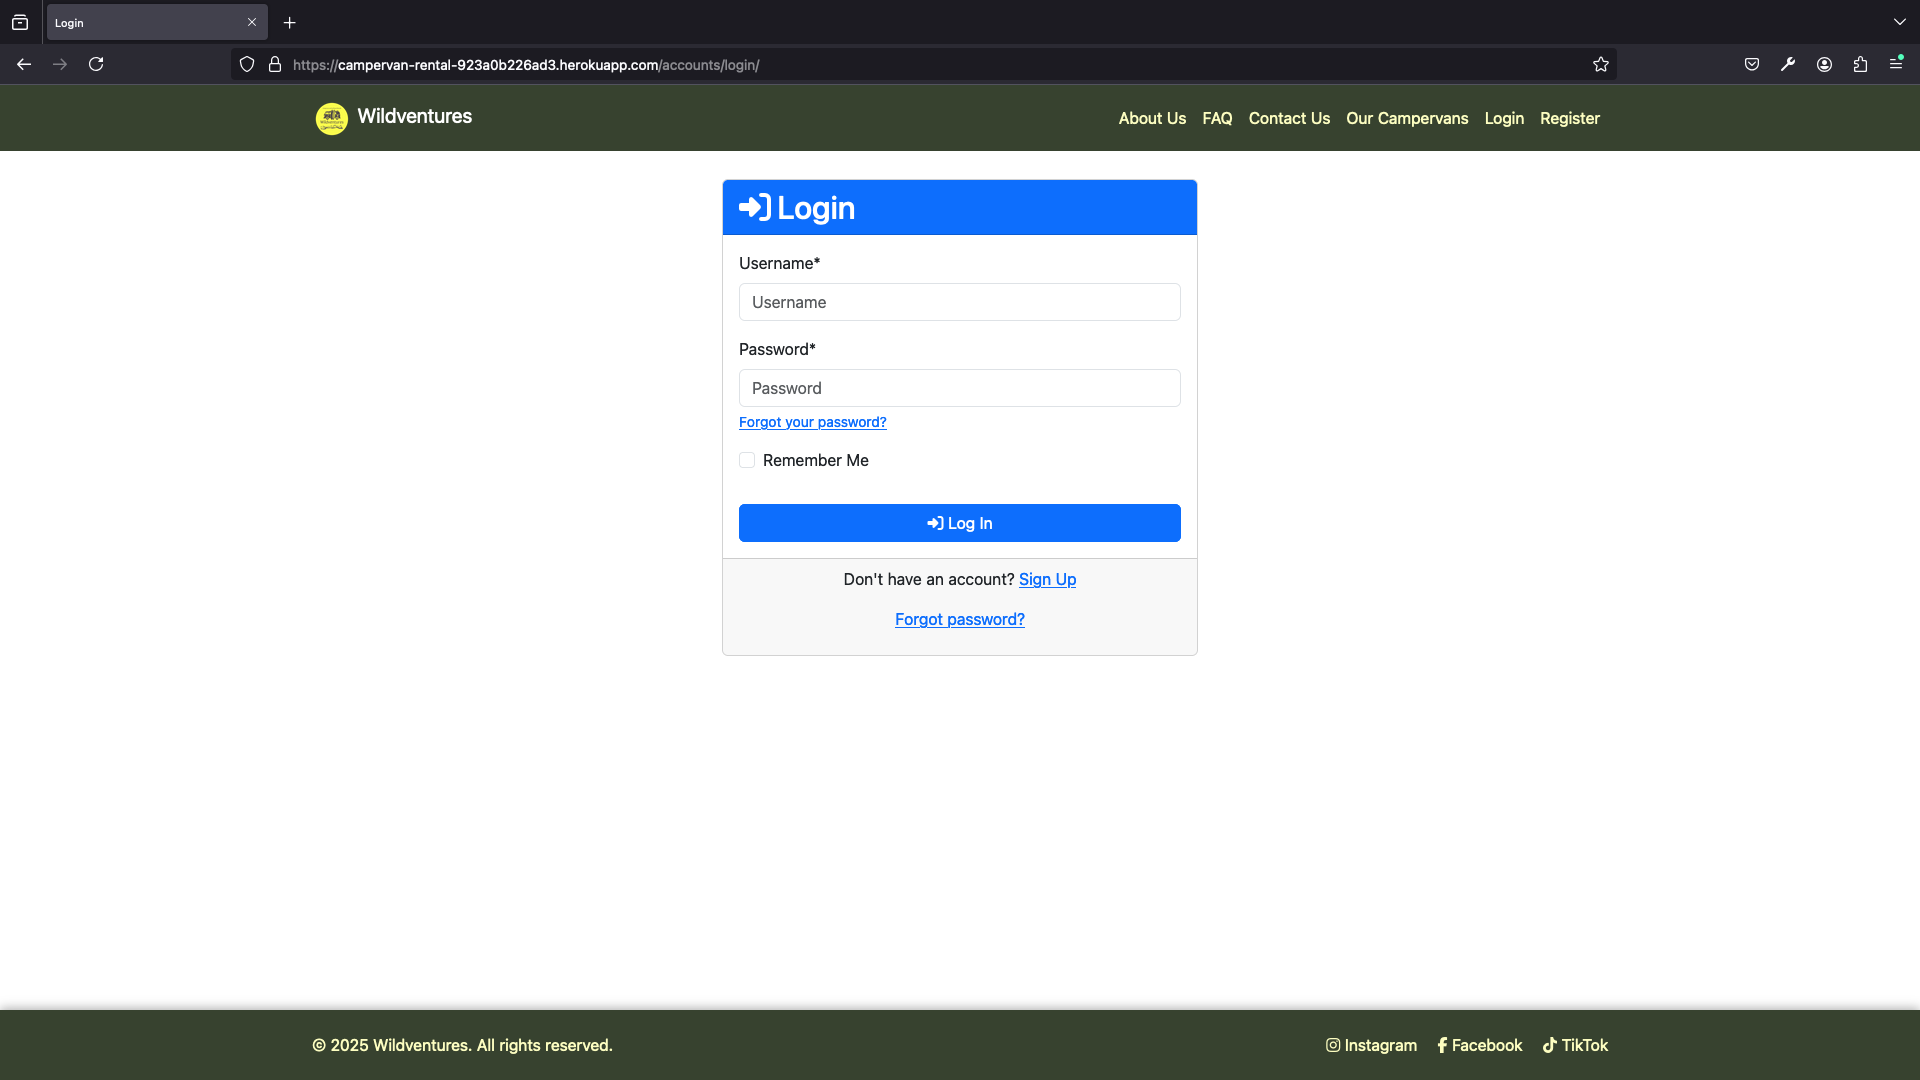 Login
https://campervan-rental-923a0b226ad3.herokuapp.com/accounts/login/
Wildventures
About Us FAQ Contact Us Our Campervans Login Register
Login
Username*
Username
Password*
Password
Forgot your password?
Remember Me
Log In
Don't have an account? Sign Up
Forgot password?
© 2025 Wildventures. All rights reserved.
Instagram Facebook TikTok